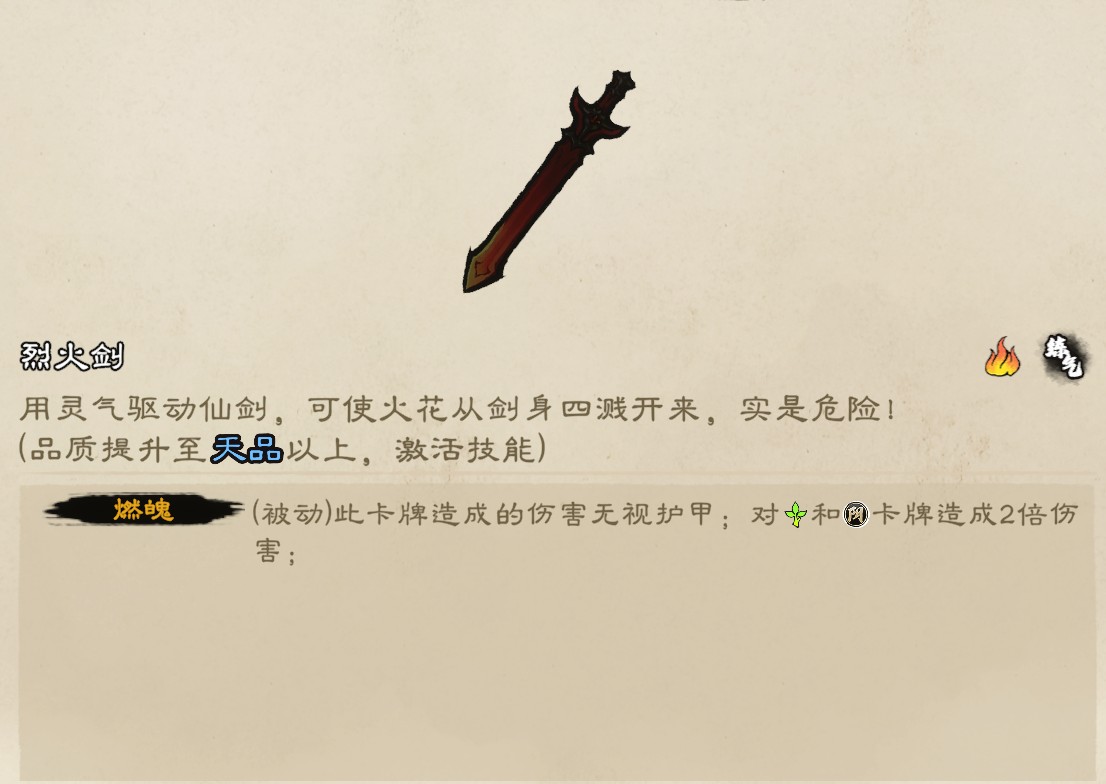 烈火剑
练气
用灵气驱动仙剑，可使火花从剑身四溅开来，实是危险！
(品质提升至天品以上，激活技能)
燃魄 (被动)此卡牌造成的伤害无视护甲；对和阴卡牌造成2倍伤
害；